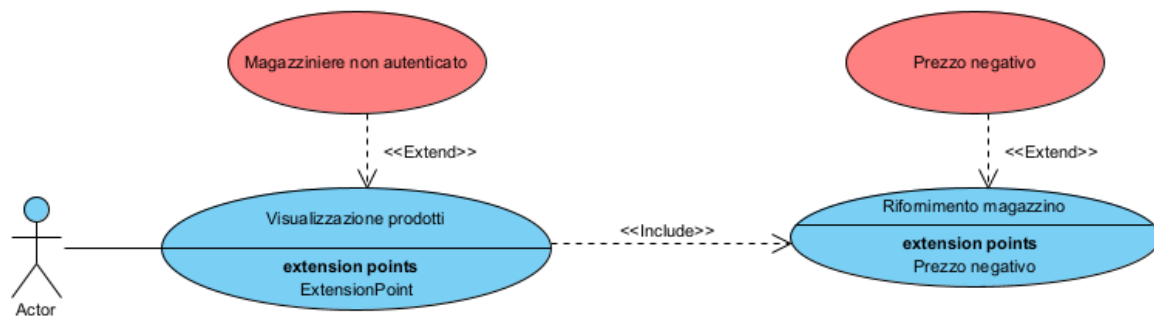 Magazziniere non autenticato
Prezzo negativo
<<Extend>>
<<Extend>>
Visualizzazione prodotti
extension points
ExtensionPoint
<<Include>>
Rifornimento magazzino
extension points
Prezzo negativo
Actor